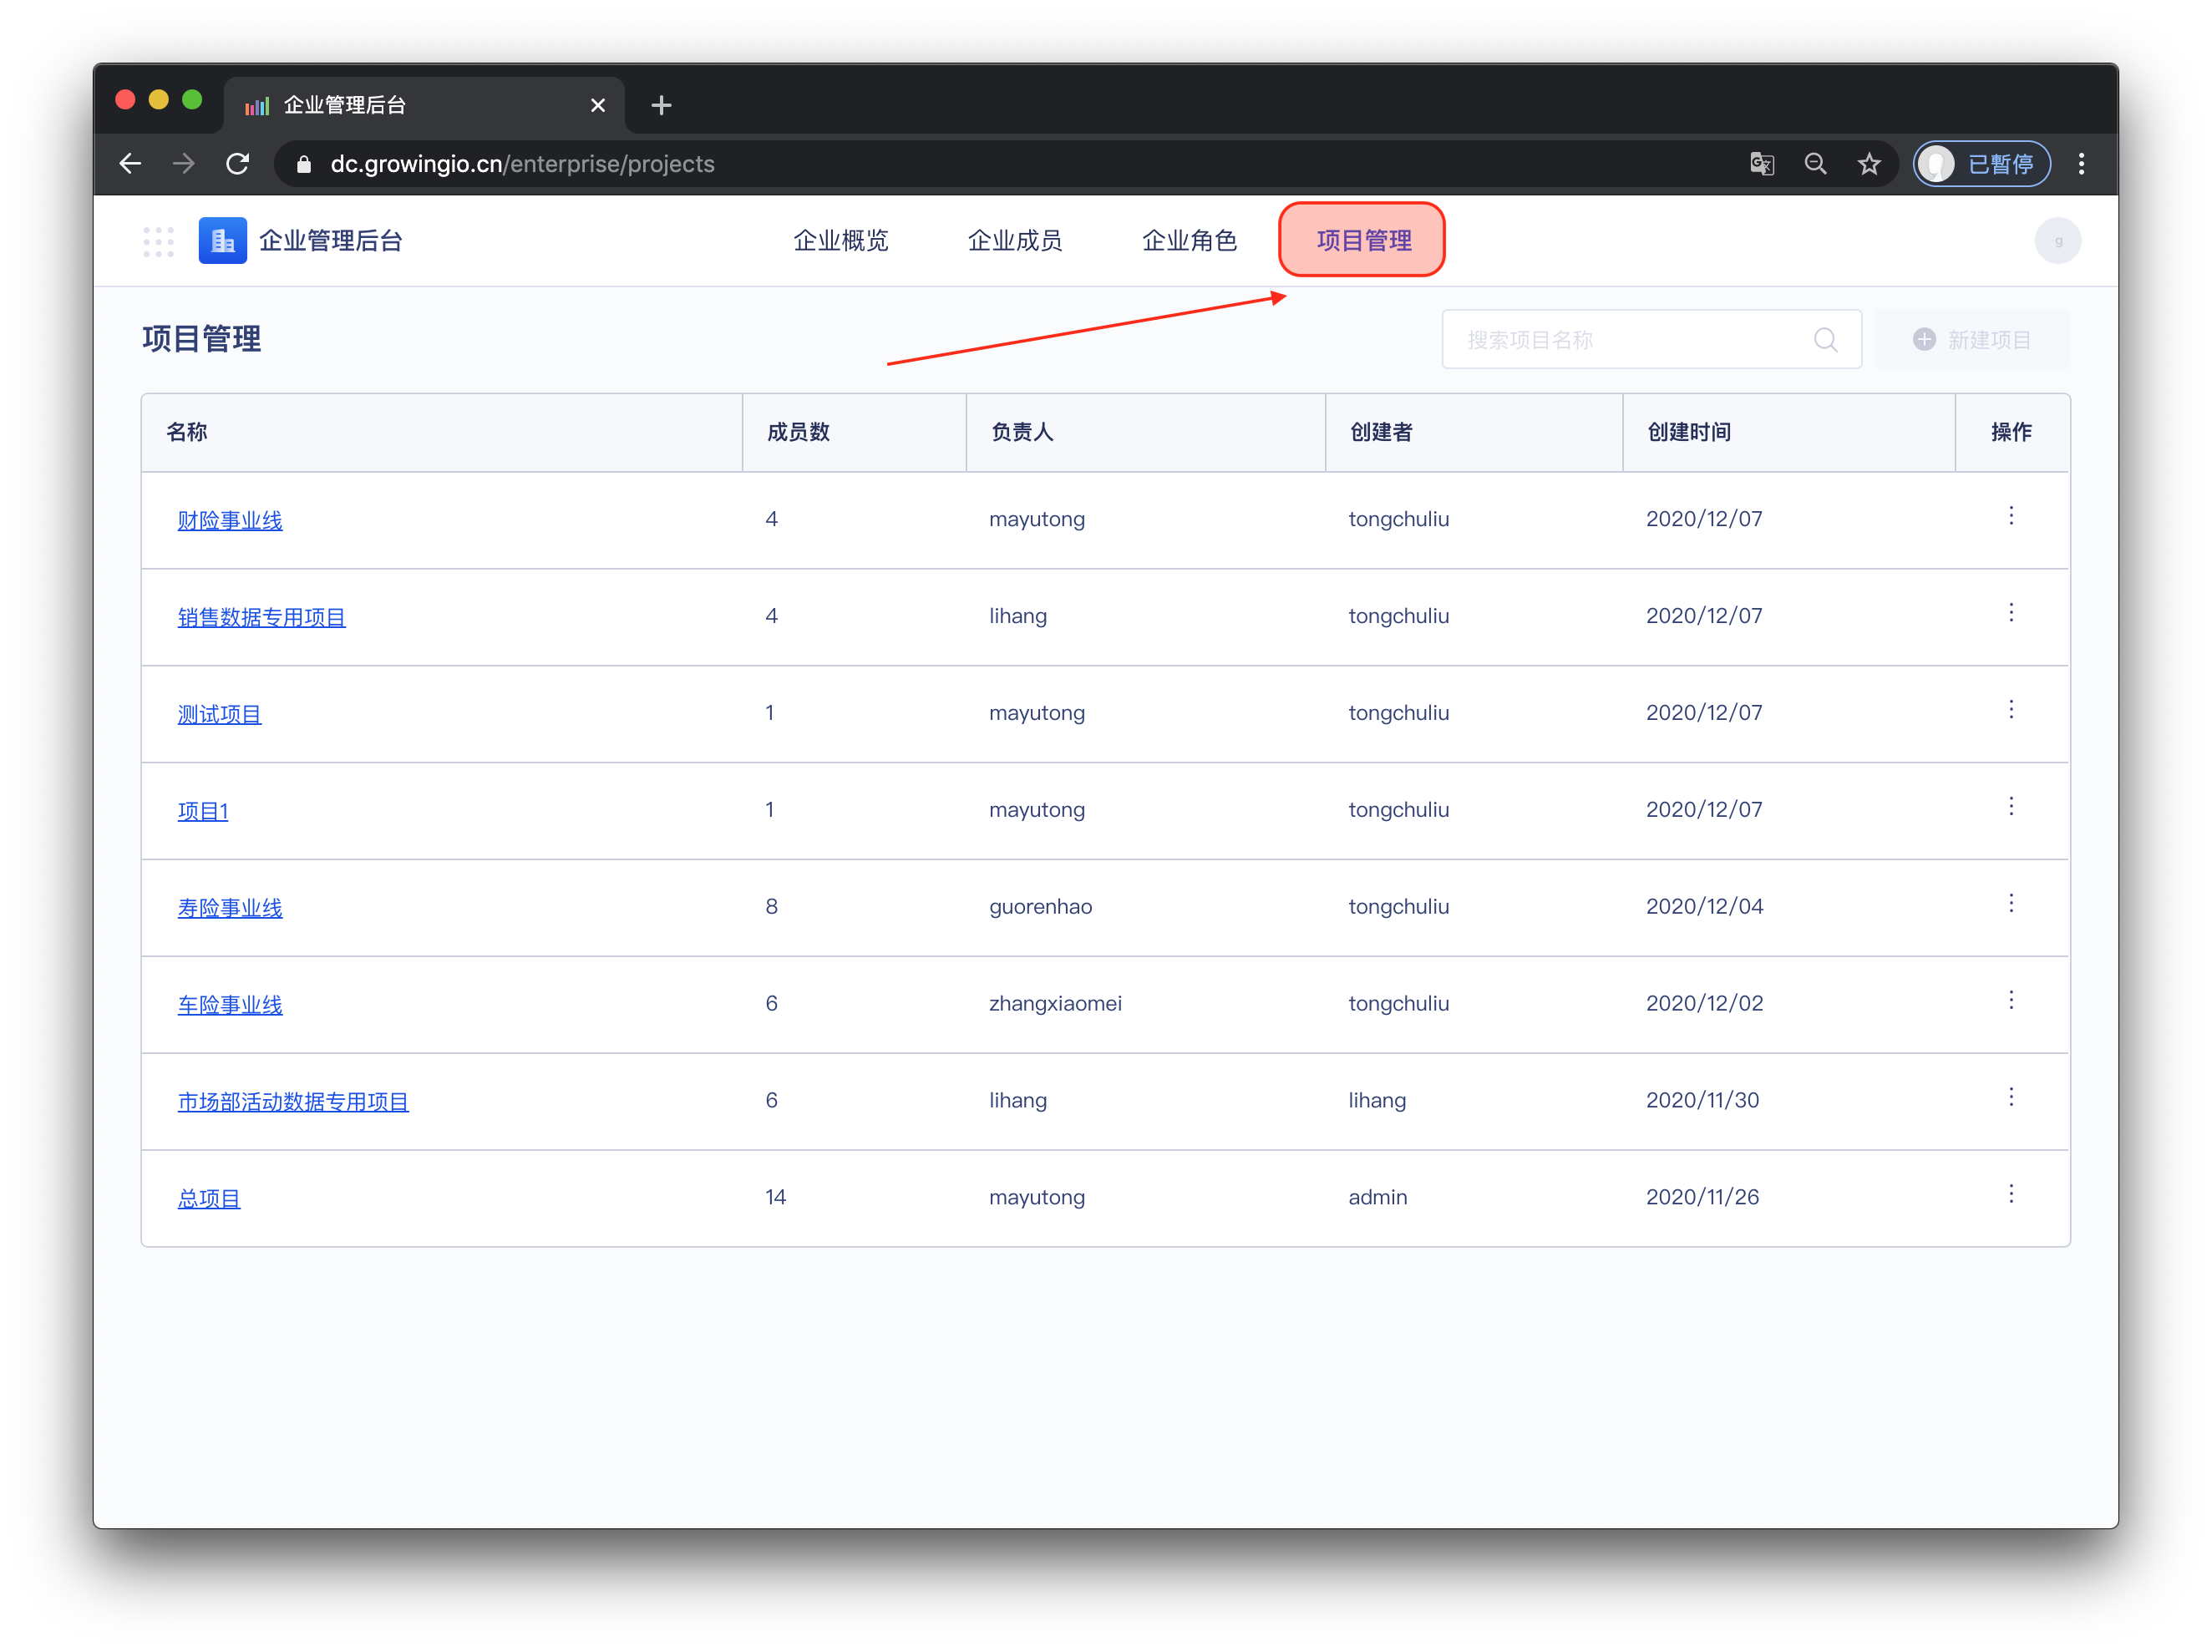 企业管理后台
dc.growingio.cn/enterprise/projects
已暂停
企业管理后台 企业概览 企业成员 企业角色 项目管理 g
项目管理 搜索项目名称 新建项目
名称 成员数 负责人 创建者 创建时间 操作
财险事业线 4 mayutong tongchuliu 2020/12/07
销售数据专用项目 4 lihang tongchuliu 2020/12/07
测试项目 1 mayutong tongchuliu 2020/12/07
项目1 1 mayutong tongchuliu 2020/12/07
寿险事业线 8 guorenhao tongchuliu 2020/12/04
车险事业线 6 zhangxiaomei tongchuliu 2020/12/02
市场部活动数据专用项目 6 lihang lihang 2020/11/30
总项目 14 mayutong admin 2020/11/26